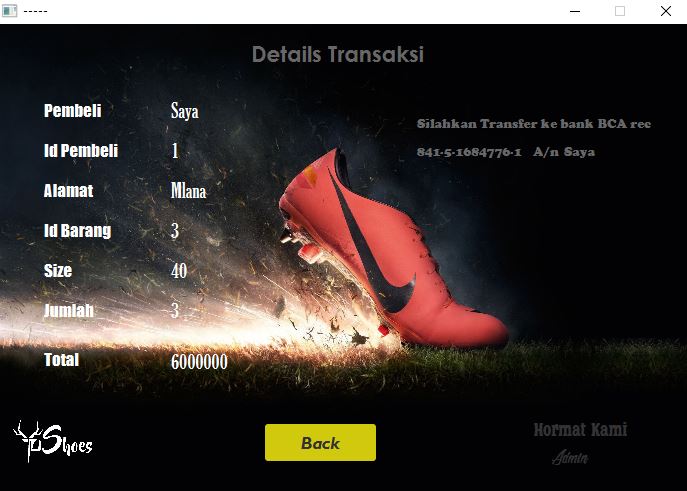 -----
Details Transaksi
Pembeli Saya
Silahkan Transfer ke bank BCA rec
Id Pembeli 1
841-5-1684776-1 A/n Saya
Alamat Mlana
Id Barang 3
Size 40
Jumlah 3
Total 6000000
Shoes
Back
Hormat Kami
Admin